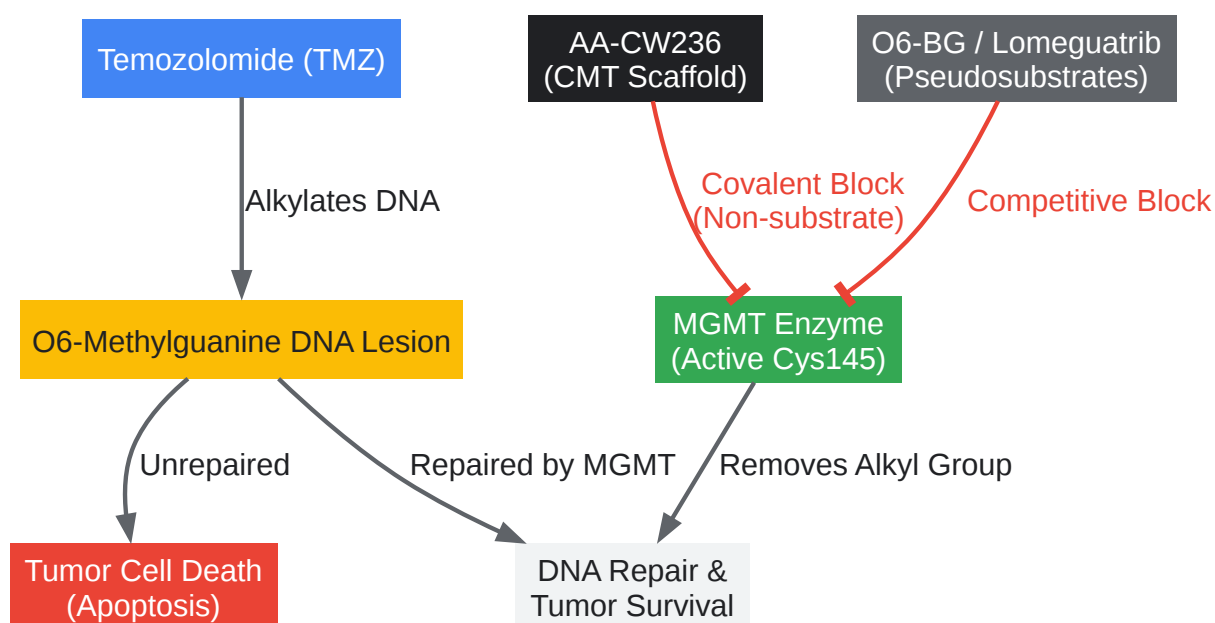 Temozolomide (TMZ)
AA-CW236
(CMT Scaffold)
O6-BG / Lomeguatrib
(Pseudosubstrates)
Alkylates DNA
Covalent Block
(Non-substrate)
Competitive Block
O6-Methylguanine DNA Lesion
MGMT Enzyme
(Active Cys145)
Unrepaired
Repaired by MGMT
Removes Alkyl Group
Tumor Cell Death
(Apoptosis)
DNA Repair &
Tumor Survival